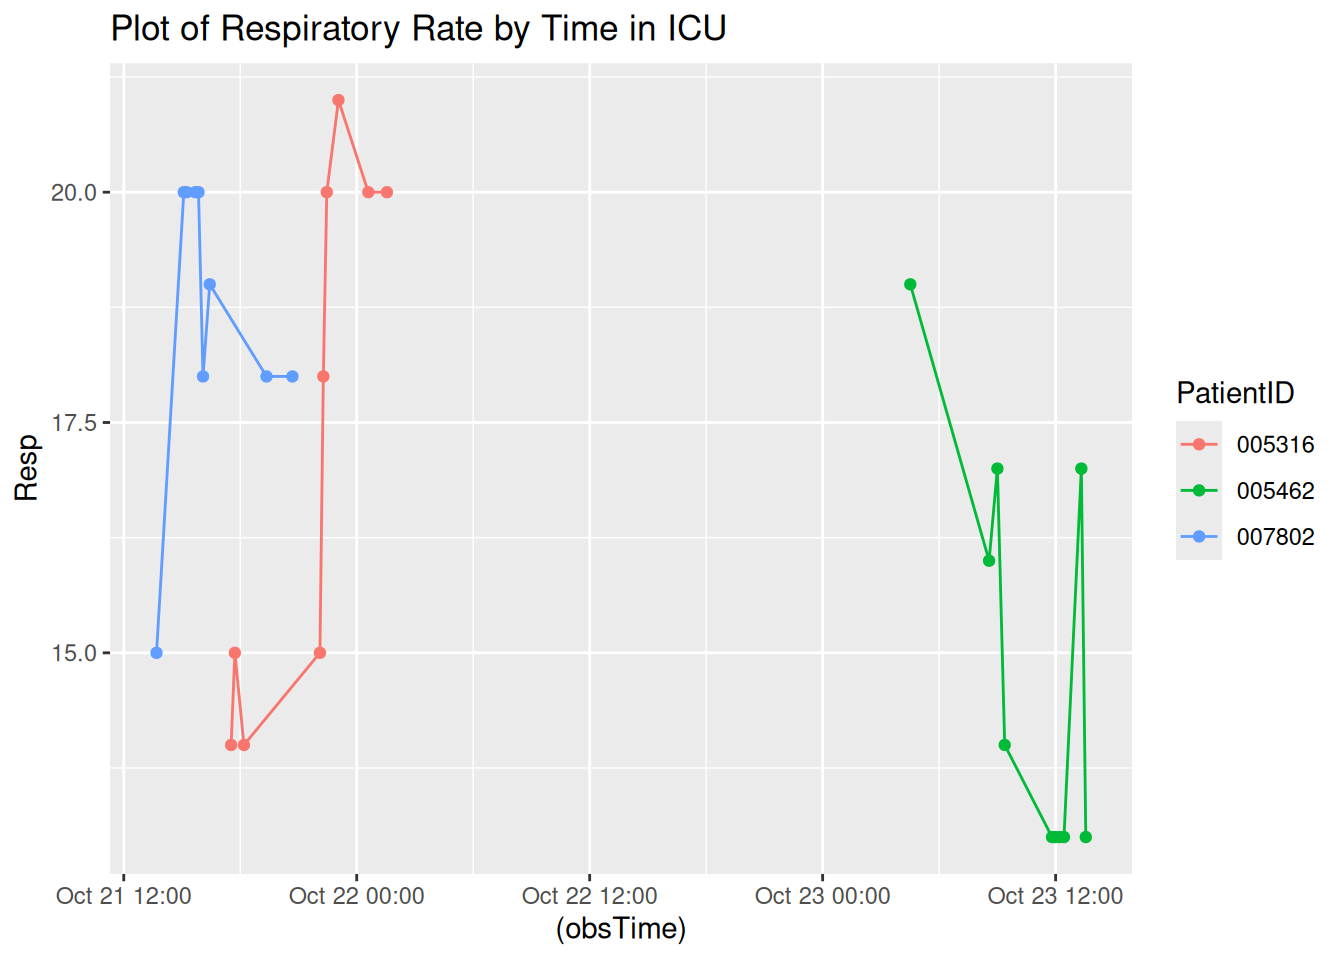 Plot of Respiratory Rate by Time in ICU
20.0
17.5
15.0
Resp
Oct 21 12:00
Oct 22 00:00
Oct 22 12:00
Oct 23 00:00
Oct 23 12:00
(obsTime)
PatientID
005316
005462
007802